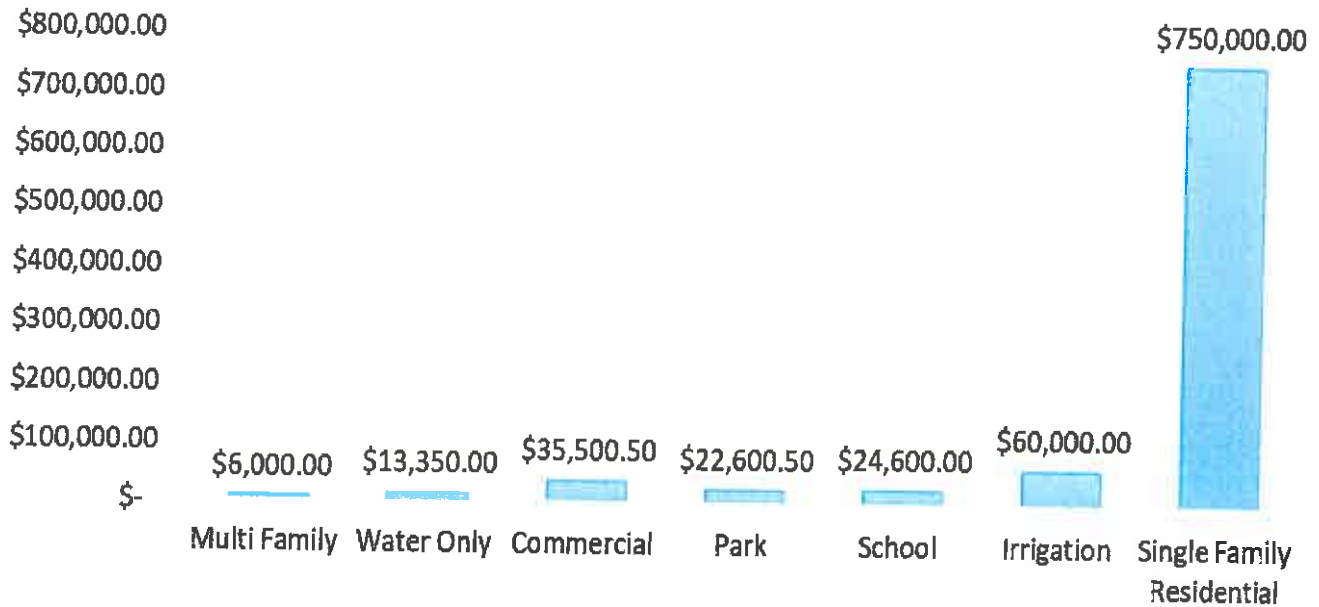 $800,000.00
$700,000.00
$600,000.00
$500,000.00
$400,000.00
$300,000.00
$200,000.00
$100,000.00
$-
$6,000.00
$13,350.00
$35,500.50
$22,600.50
$24,600.00
$60,000.00
$750,000.00
Multi Family
Water Only
Commercial
Park
School
Irrigation
Single Family
Residential